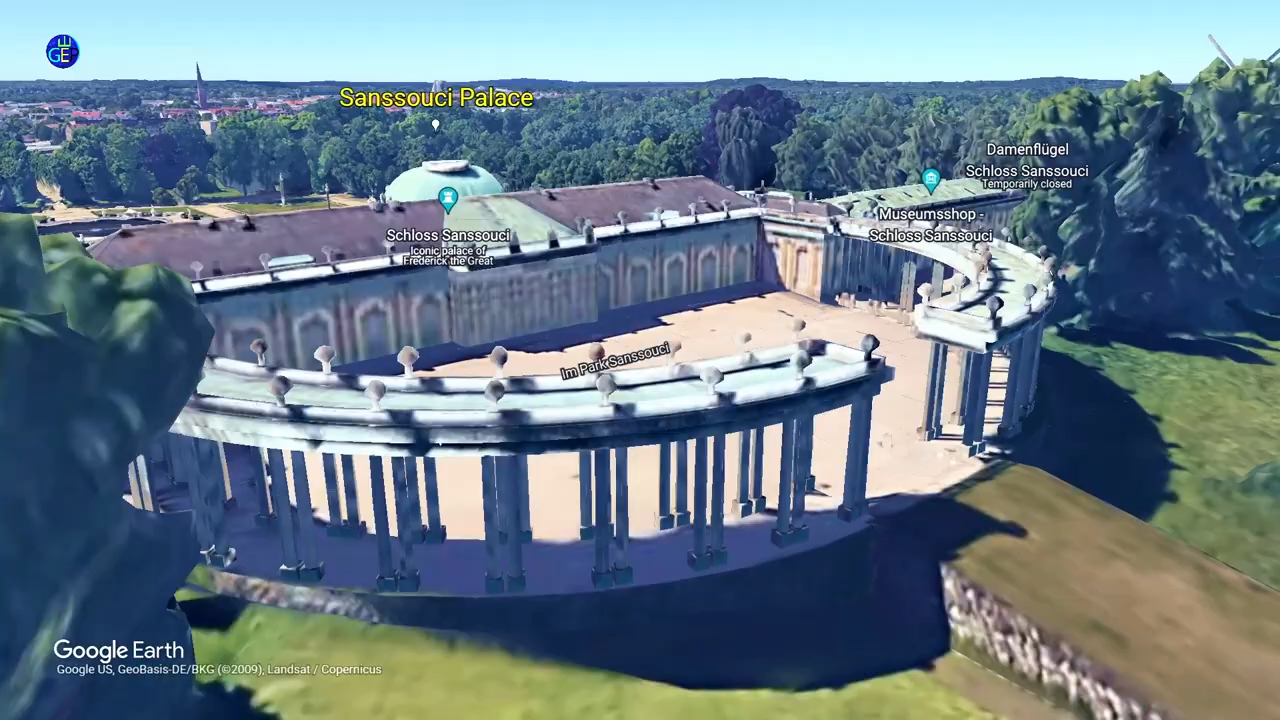 GEP
Sanssouci Palace
Damenflügel
Schloss Sanssouci
Temporarily closed
Museumsshop -
Schloss Sanssouci
Schloss Sanssouci
Iconic palace of
Frederick the Great
Im Park Sanssouci
Google Earth
Google US, GeoBasis-DE/BKG (©2009), Landsat / Copernicus